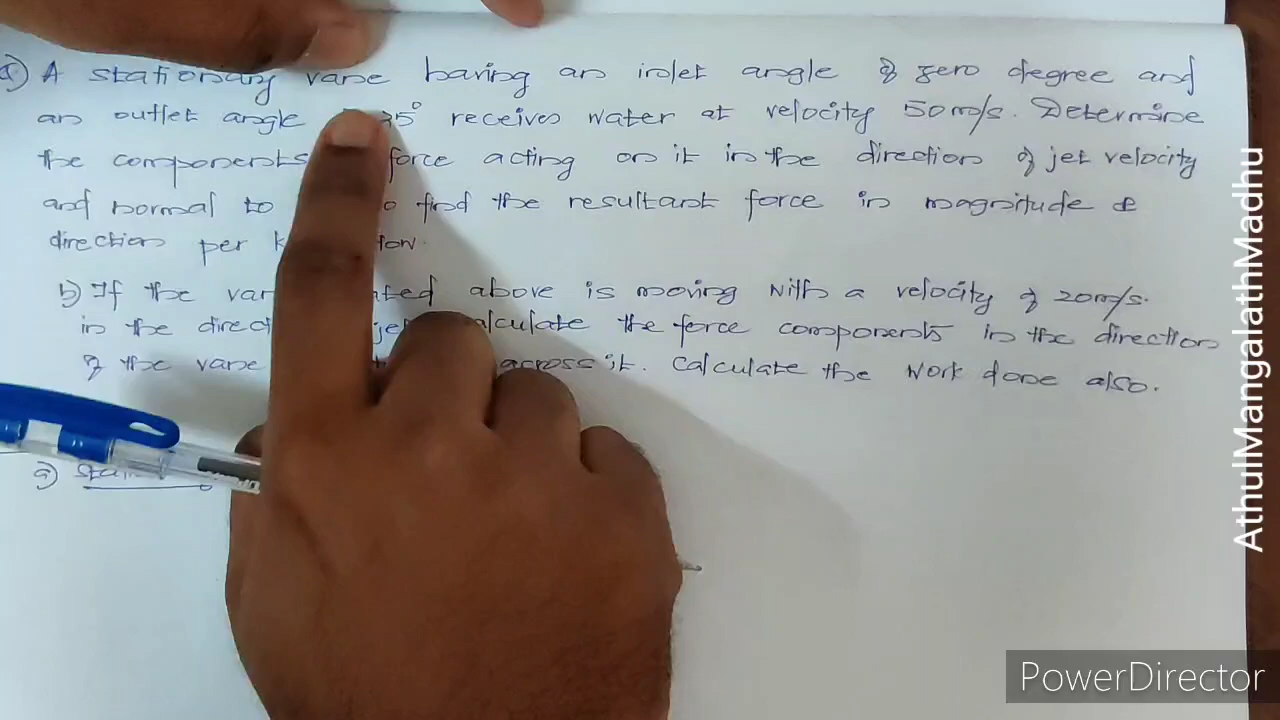 a) A stationary vane having an inlet angle of zero degree and
an outlet angle 25° receives water at velocity 50m/s. Determine
the components force acting on it in the direction of jet velocity
and normal to find the resultant force in magnitude &
direction per
b) If the above is moving with a velocity of 20m/s.
in the calculate the force components in the direction
of the vane across it. Calculate the work done also.
a)
AthulMangalathMadhu
PowerDirector